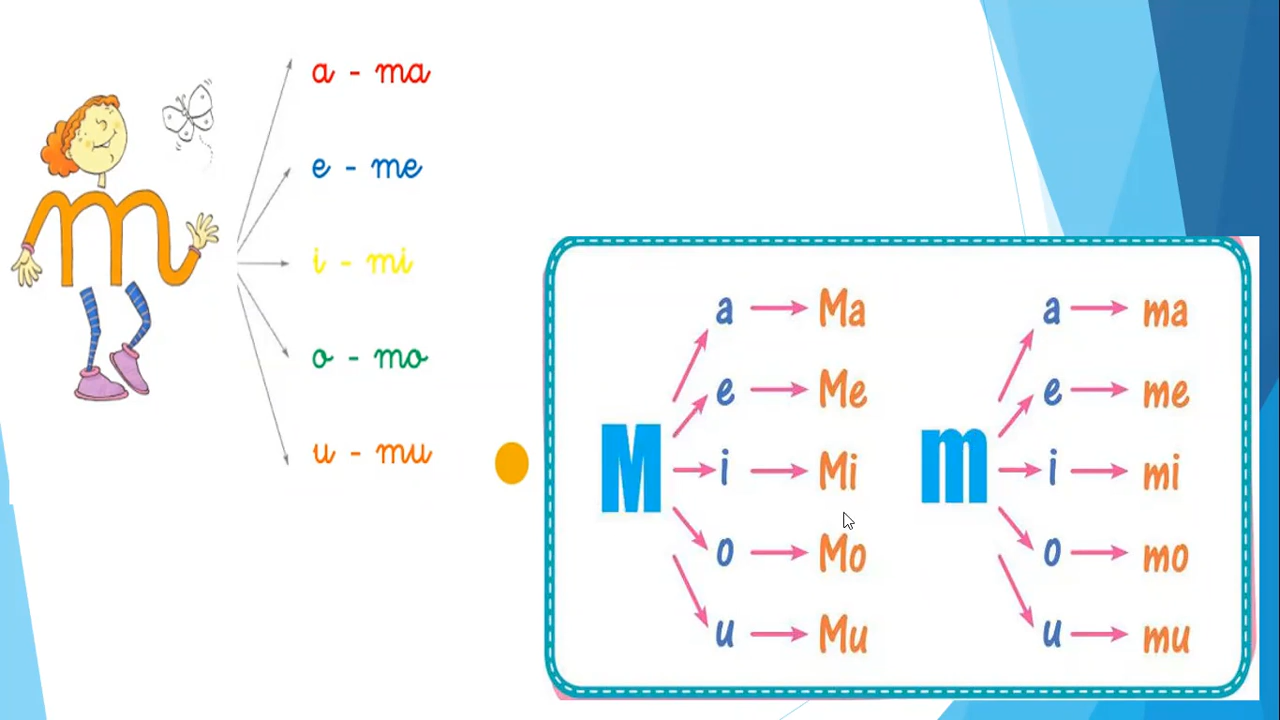 m
a - ma
e - me
i - mi
o - mo
u - mu
M
a Ma
e Me
i Mi
o Mo
u Mu
m
a ma
e me
i mi
o mo
u mu